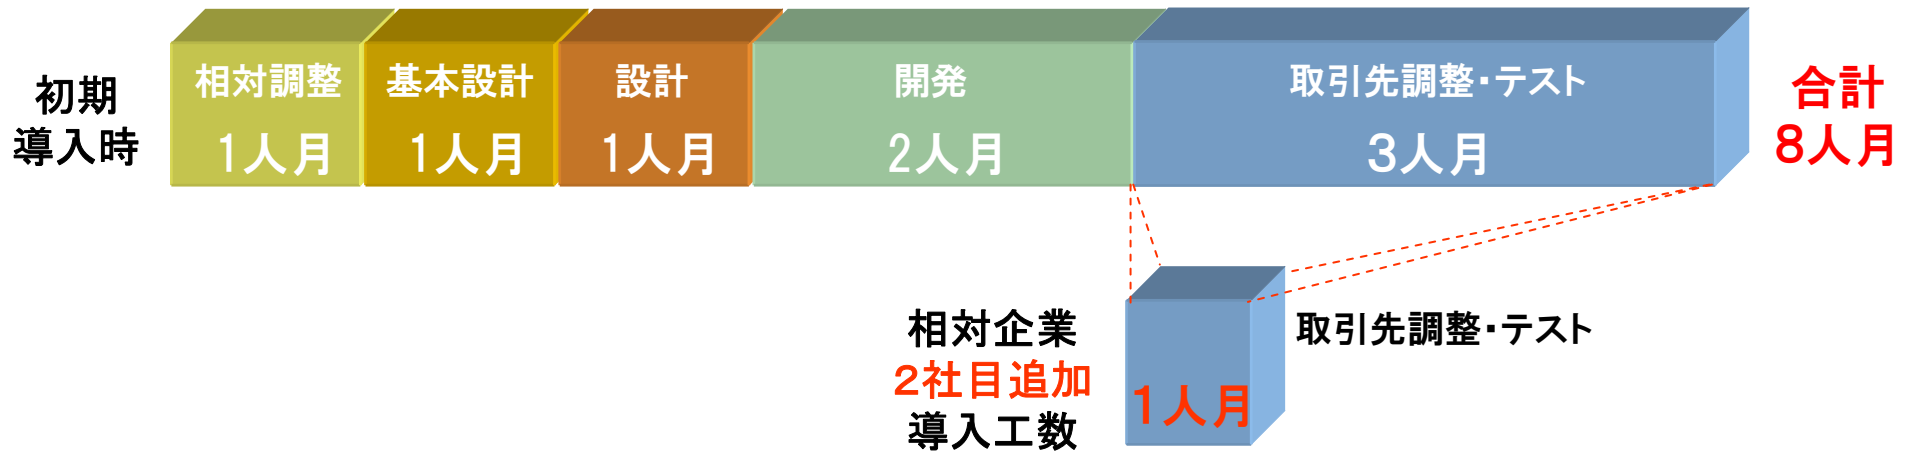 初期
導入時
相対調整
1人月
基本設計
1人月
設計
1人月
開発
2人月
取引先調整・テスト
3人月
合計
8人月
相対企業
2社目追加
導入工数
1人月
取引先調整・テスト